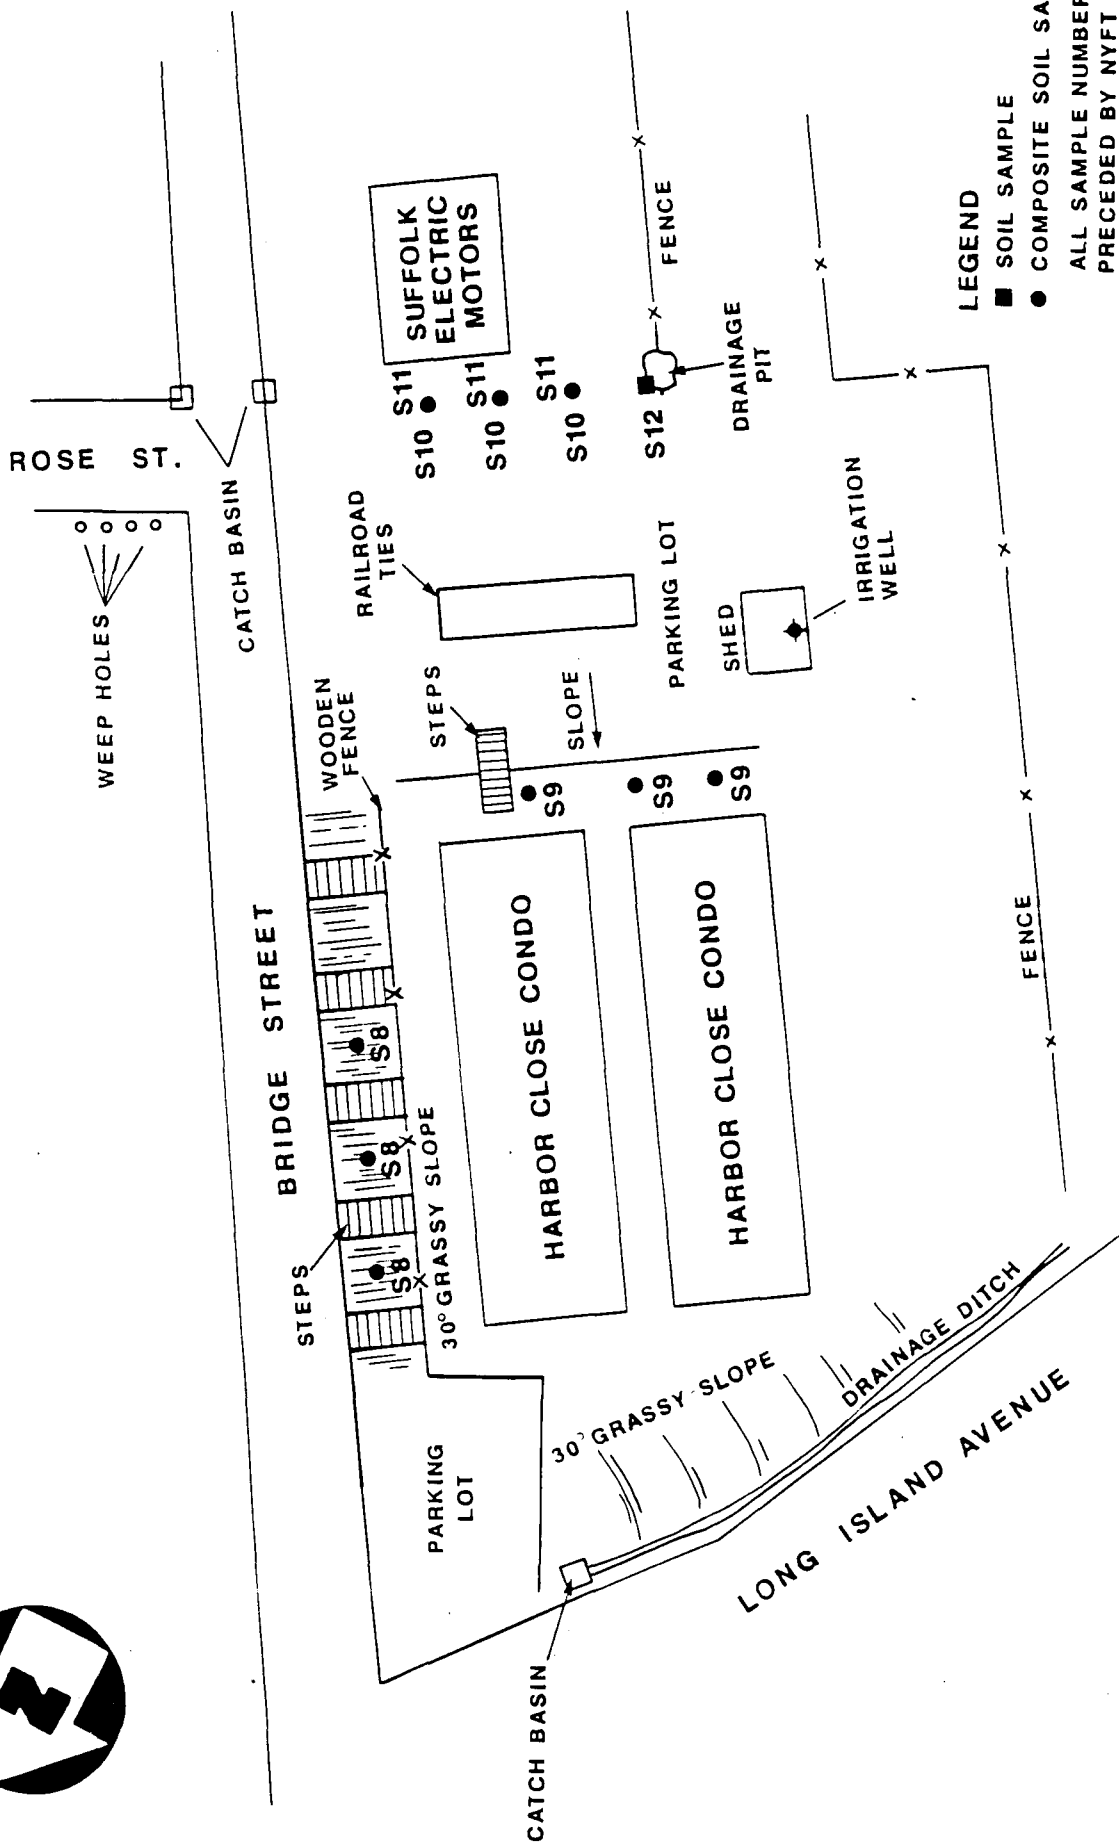 ROSE ST.
WEEP HOLES
CATCH BASIN
BRIDGE STREET
STEPS
WOODEN
FENCE
S8
S8
S8
30° GRASSY SLOPE
PARKING
LOT
CATCH BASIN
30° GRASSY SLOPE
DRAINAGE DITCH
LONG ISLAND AVENUE
HARBOR CLOSE CONDO
HARBOR CLOSE CONDO
STEPS
S9
S9
S9
SLOPE
RAILROAD
TIES
PARKING LOT
SHED
IRRIGATION
WELL
SUFFOLK
ELECTRIC
MOTORS
S10 S11
S10 S11
S10 S11
S12
DRAINAGE
PIT
FENCE
FENCE
N
LEGEND
SOIL SAMPLE
COMPOSITE SOIL
ALL SAMPLE
PRECEDED BY NYFT